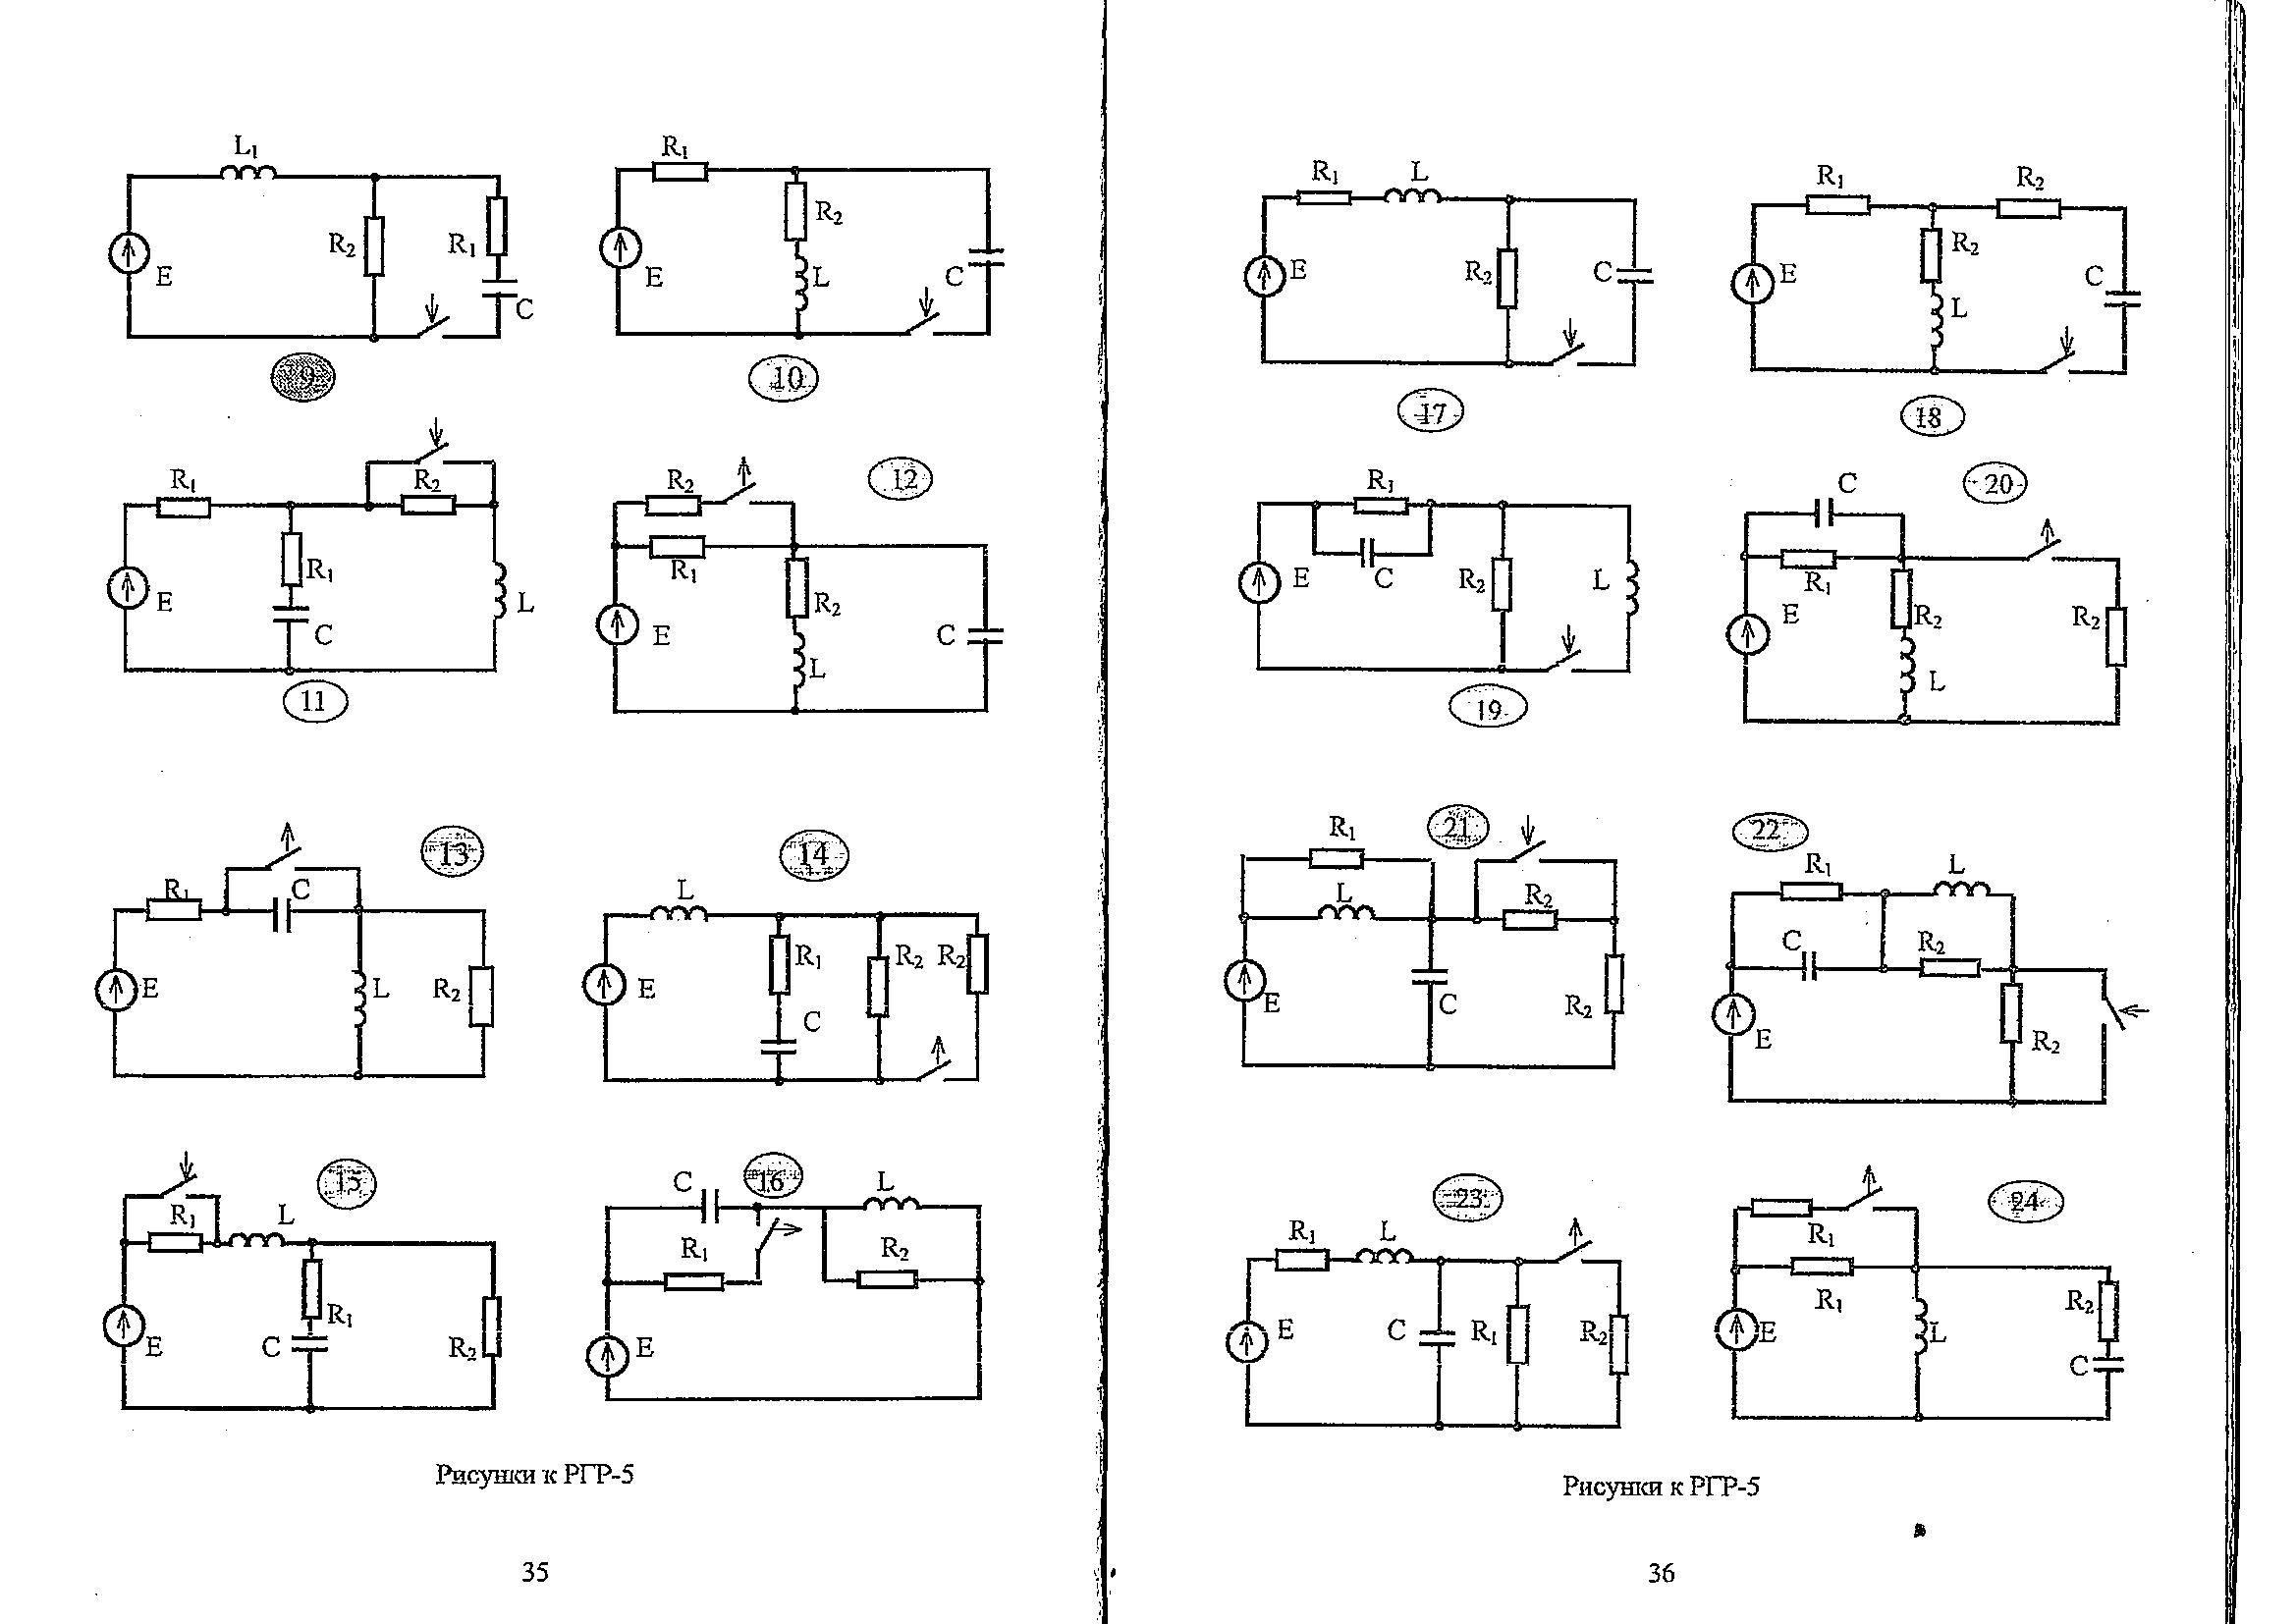 L₁
R₂
R₁
E
C
9
R₁
R₂
L
E
C
10
R₁
R₂
R₁
E
C
L
11
12
R₂
R₁
R₂
E
C
L
13
R₁
C
E
L
R₂
14
L
R₁
R₂
R₂
E
C
15
R₁
L
R₁
E
C
R₂
16
C
L
R₁
R₂
E
Рисунки к РГР-5
35
R₁
L
E
R₂
C
17
R₁
R₂
R₂
E
C
L
18
R₁
C
E
R₂
L
19
20
C
R₁
E
R₂
R₂
L
21
R₁
L
R₂
E
C
R₂
22
R₁
L
C
R₂
E
R₂
23
R₁
L
E
C
R₁
R₂
24
R₁
R₁
E
L
R₂
C
Рисунки к РГР-5
36